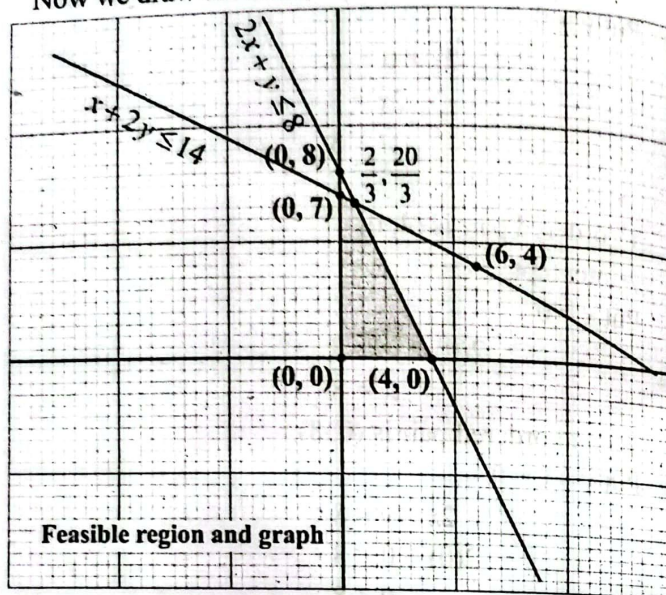 Now we draw
2x + y ≤ 8
x + 2y ≤ 14
(0, 8)
2/3, 20/3
(0, 7)
(6, 4)
(0, 0)
(4, 0)
Feasible region and graph